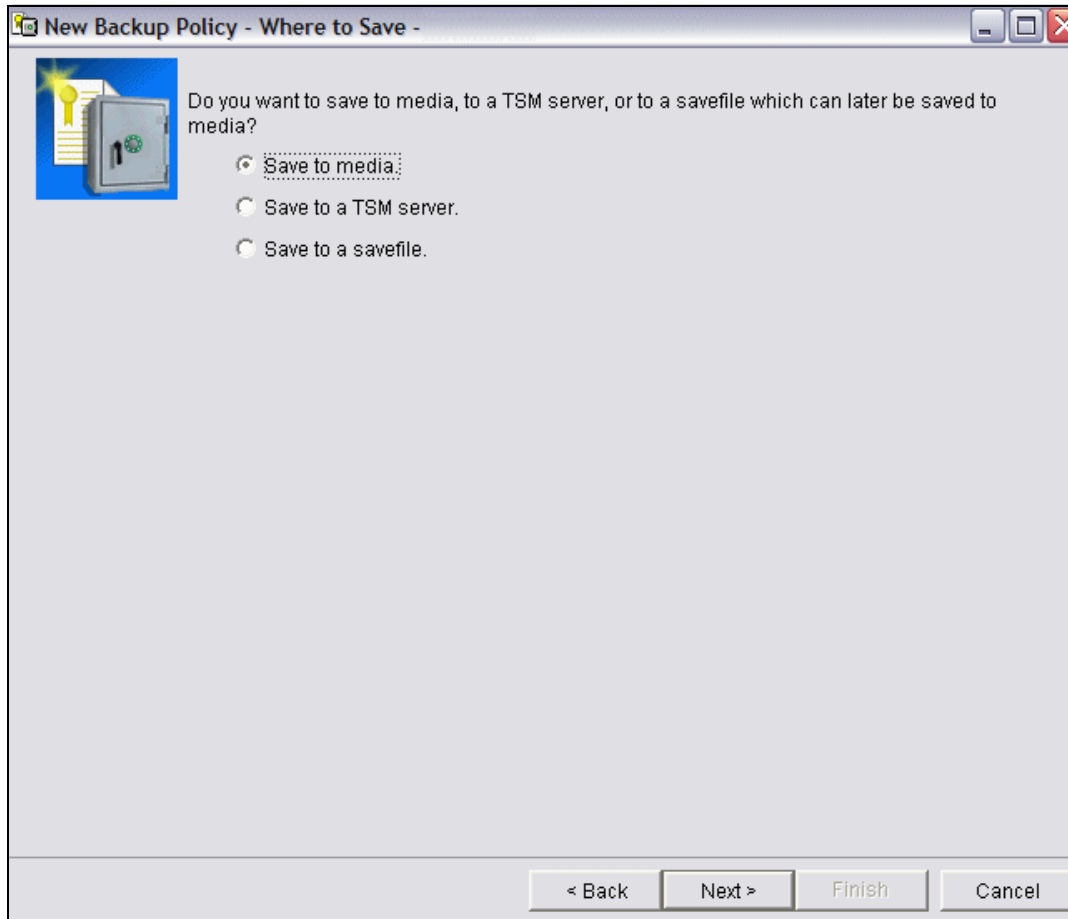 New Backup Policy - Where to Save -
Do you want to save to media, to a TSM server, or to a savefile which can later be saved to
media?
Save to media.
Save to a TSM server.
Save to a savefile.
< Back
Next >
Finish
Cancel